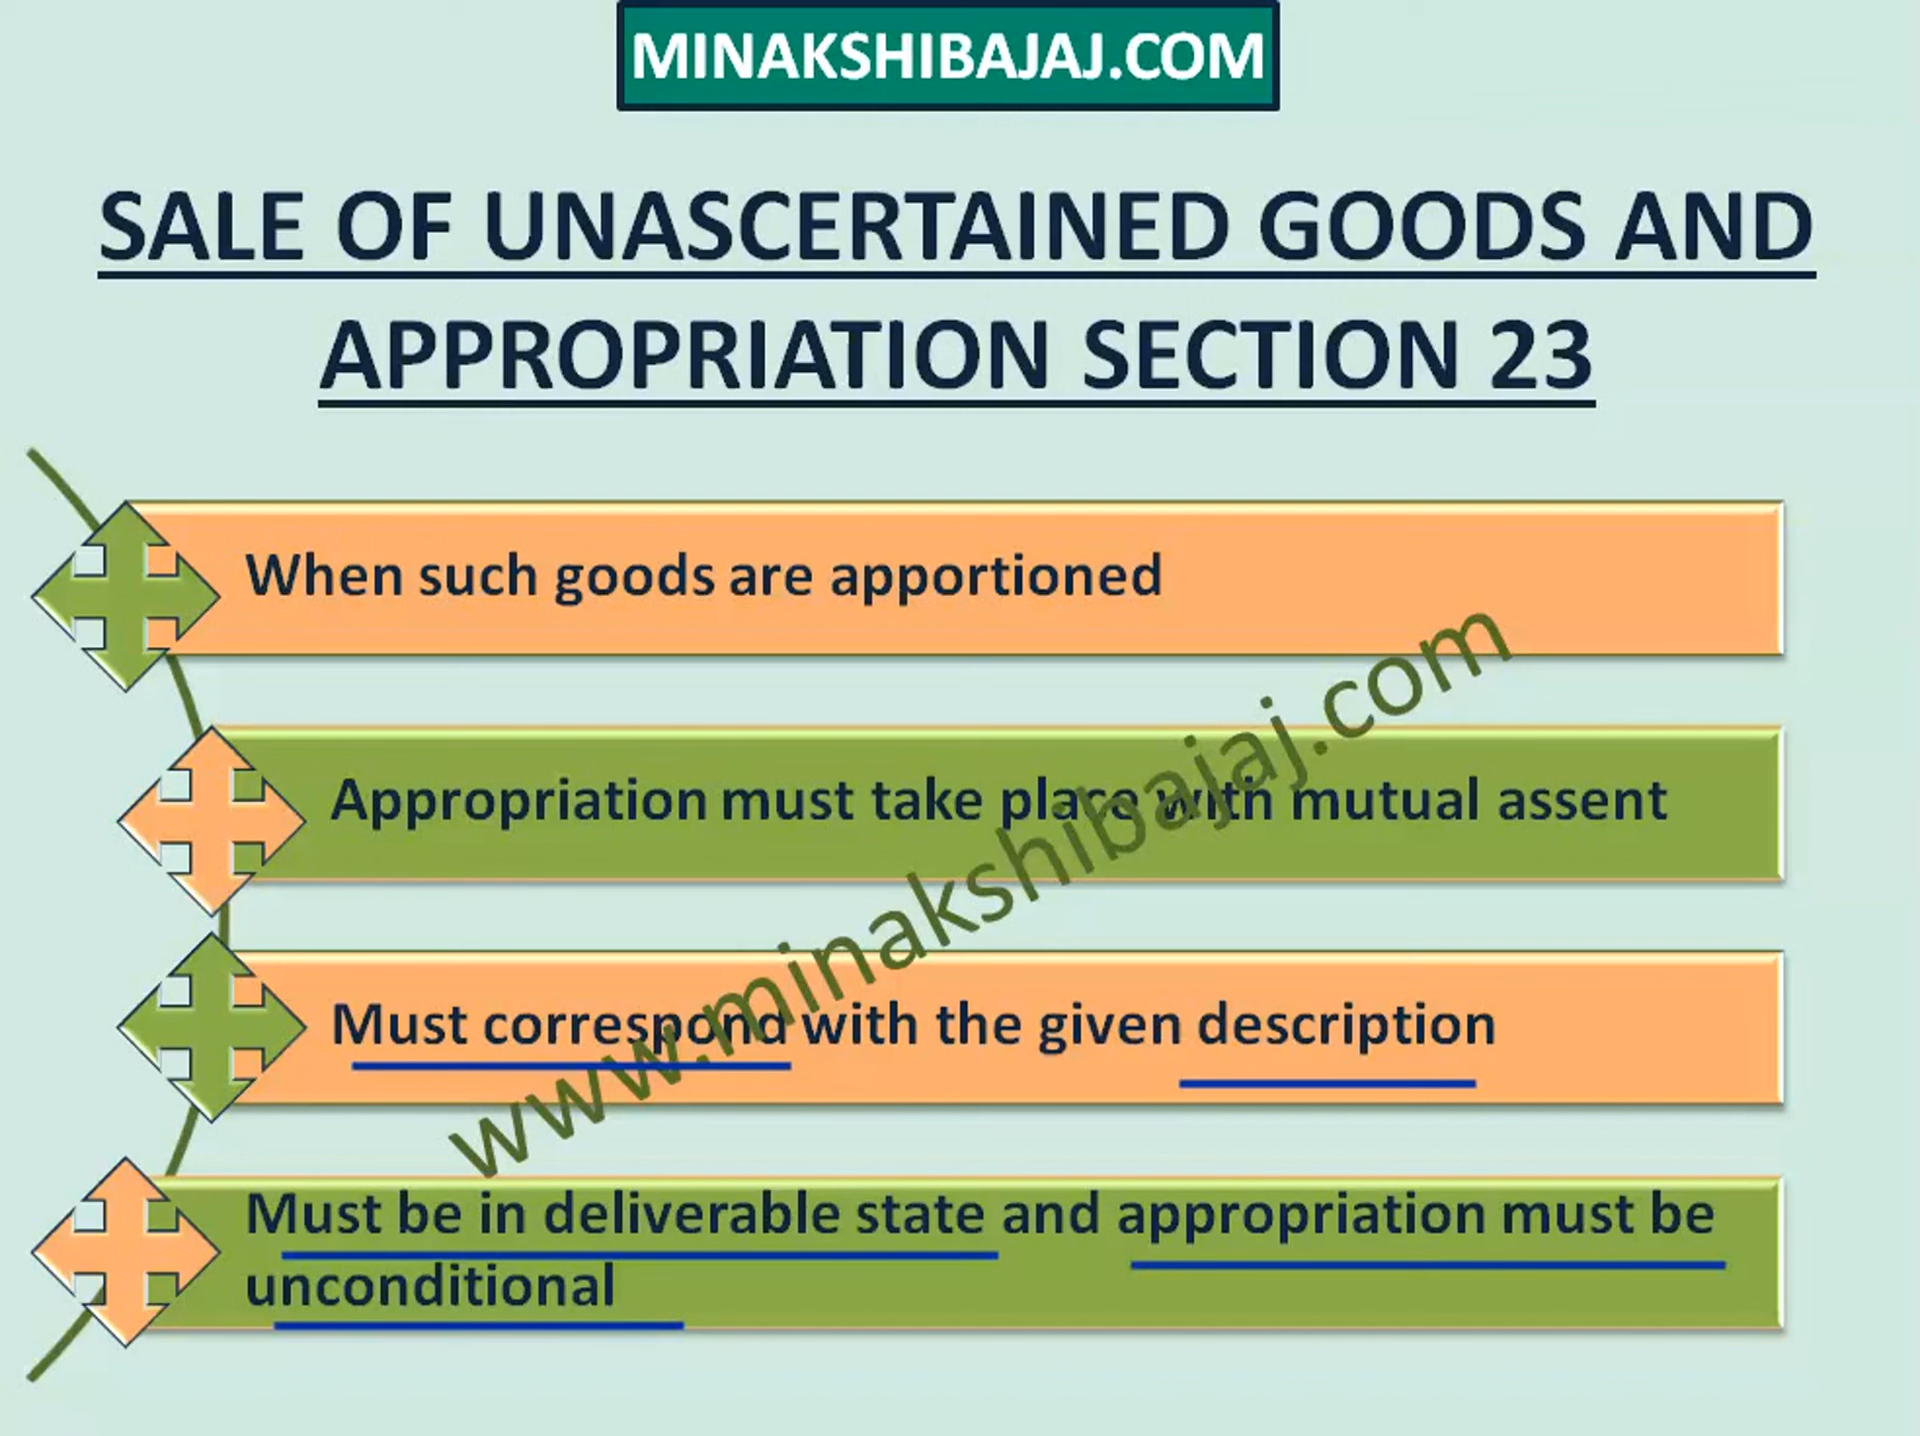 MINAKSHIBAJAJ.COM
SALE OF UNASCERTAINED GOODS AND
APPROPRIATION SECTION 23
When such goods are apportioned
Appropriation must take place with mutual assent
Must correspond with the given description
Must be in deliverable state and appropriation must be
unconditional
www.minakshibajaj.com